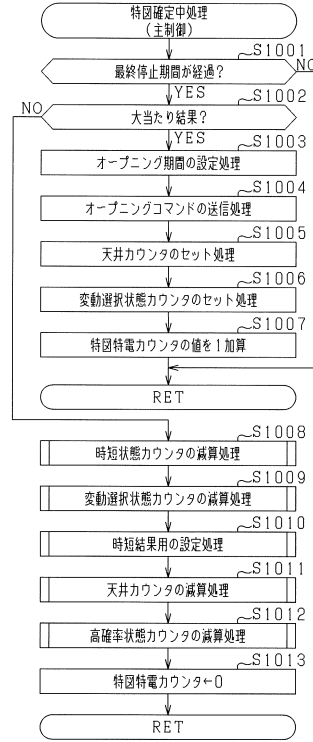 特図確定中処理
(主制御)
S1001
最終停止期間が経過?
NO
YES
S1002
NO
大当たり結果?
YES
S1003
オープニング期間の設定処理
S1004
オープニングコマンドの送信処理
S1005
天井カウンタのセット処理
S1006
変動選択状態カウンタのセット処理
S1007
特図特電カウンタの値を1加算
RET
S1008
時短状態カウンタの減算処理
S1009
変動選択状態カウンタの減算処理
S1010
時短結果用の設定処理
S1011
天井カウンタの減算処理
S1012
高確率状態カウンタの減算処理
S1013
特図特電カウンタ←0
RET